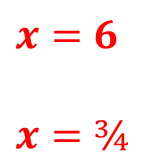 x = 6
x = ¾